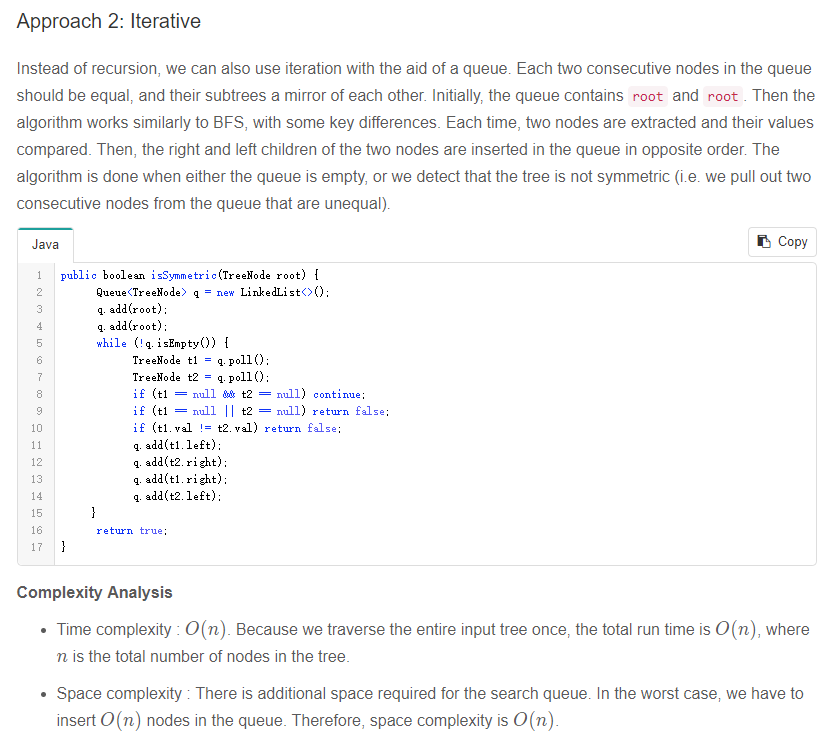 Approach 2: Iterative
Instead of recursion, we can also use iteration with the aid of a queue. Each two consecutive nodes in the queue
should be equal, and their subtrees a mirror of each other. Initially, the queue contains root and root . Then the
algorithm works similarly to BFS, with some key differences. Each time, two nodes are extracted and their values
compared. Then, the right and left children of the two nodes are inserted in the queue in opposite order. The
algorithm is done when either the queue is empty, or we detect that the tree is not symmetric (i.e. we pull out two
consecutive nodes from the queue that are unequal).
Java
Copy
1 public boolean isSymmetric(TreeNode root) {
2 Queue<TreeNode> q = new LinkedList<>();
3 q.add(root);
4 q.add(root);
5 while (!q.isEmpty()) {
6 TreeNode t1 = q.poll();
7 TreeNode t2 = q.poll();
8 if (t1 == null && t2 == null) continue;
9 if (t1 == null || t2 == null) return false;
10 if (t1.val != t2.val) return false;
11 q.add(t1.left);
12 q.add(t2.right);
13 q.add(t1.right);
14 q.add(t2.left);
15 }
16 return true;
17 }
Complexity Analysis
• Time complexity : O(n). Because we traverse the entire input tree once, the total run time is O(n), where
n is the total number of nodes in the tree.
• Space complexity : There is additional space required for the search queue. In the worst case, we have to
insert O(n) nodes in the queue. Therefore, space complexity is O(n).